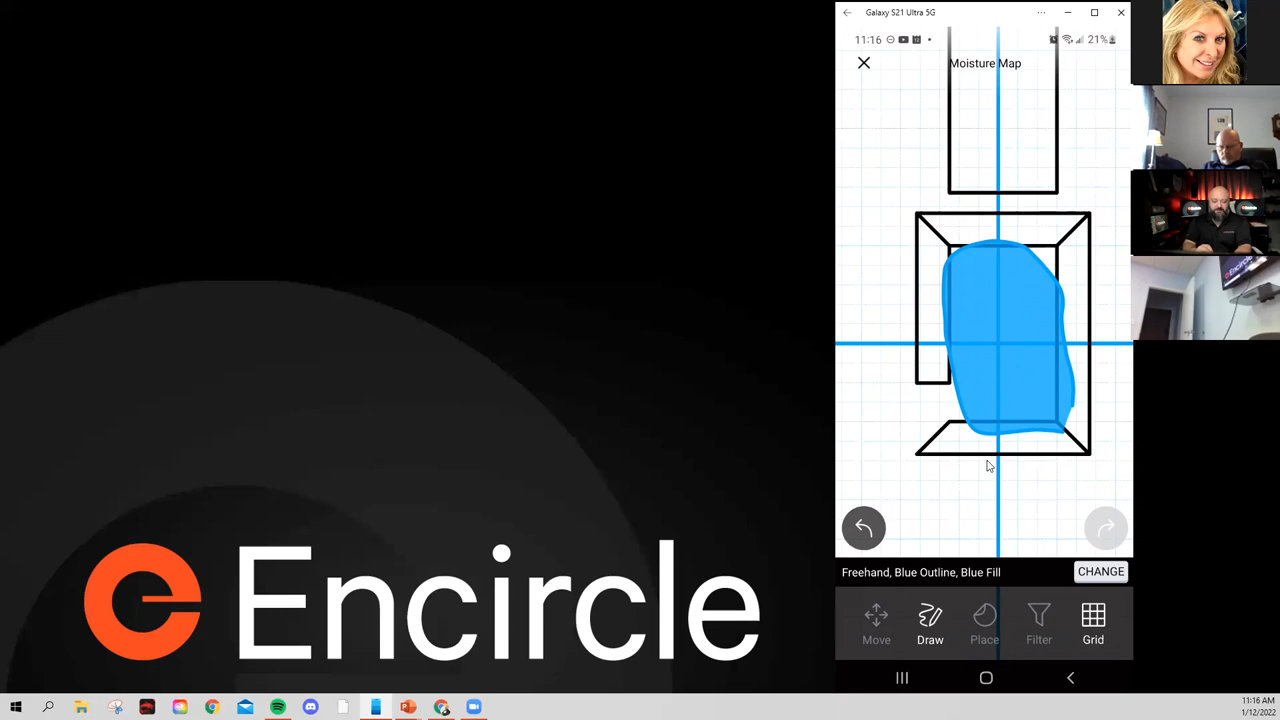 Galaxy S21 Ultra 5G
11:16
21%
Moisture Map
Freehand, Blue Outline, Blue Fill
CHANGE
Move
Draw
Place
Filter
Grid
Encircle
Encircle
11:16 AM
1/12/2022